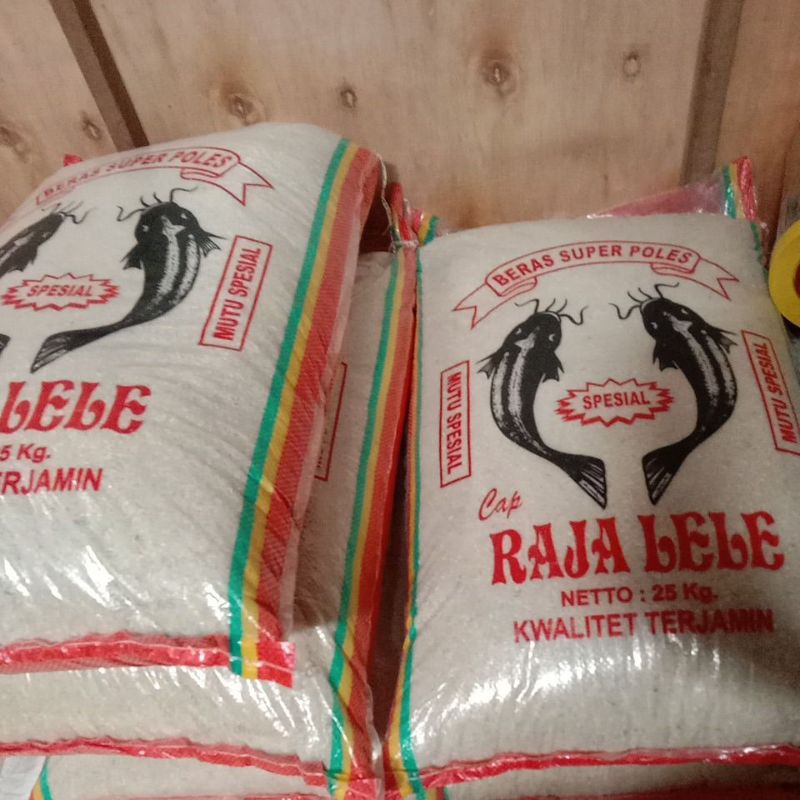 BERAS SUPER POLES
SPESIAL
MUTU SPESIAL
LELE
5 Kg.
ERJAMIN
BERAS SUPER POLES
MUTU SPESIAL
SPESIAL
MUTU SPESIAL
Cap
RAJA LELE
NETTO : 25 Kg.
KWALITET TERJAMIN